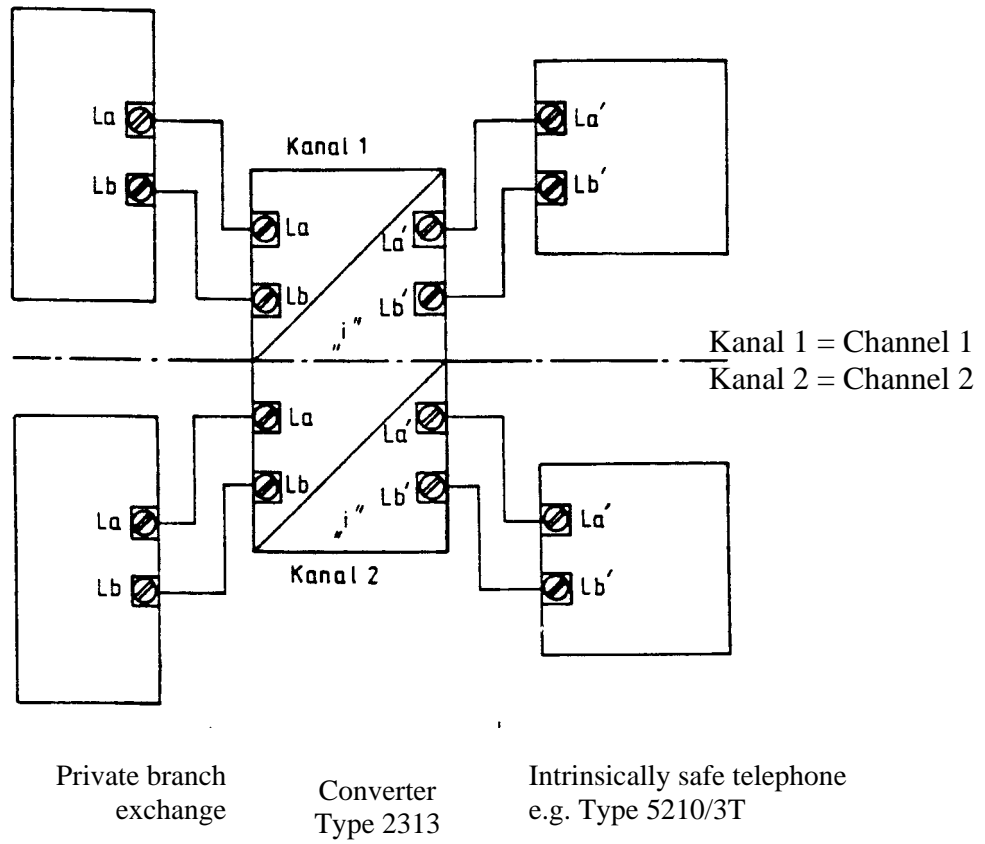 La
Lb
Kanal 1
La
Lb
La'
Lb'
„i"
La'
Lb'
Kanal 1 = Channel 1
Kanal 2 = Channel 2
La
Lb
La
Lb
La'
Lb'
„i"
Kanal 2
La'
Lb'
Private branch
exchange
Converter
Type 2313
Intrinsically safe telephone
e.g. Type 5210/3T